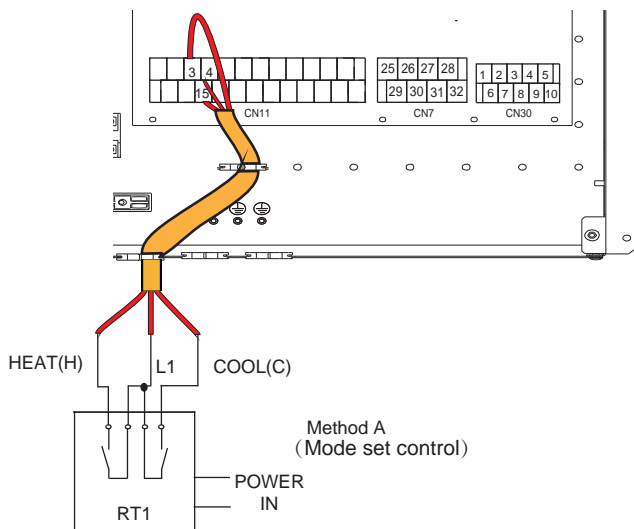 3 4 25 26 27 28 1 2 3 4 5
15 29 30 31 32 6 7 8 9 10
CN11 CN7 CN30
HEAT(H) L1 COOL(C)
Method A
(Mode set control)
POWER
IN
RT1